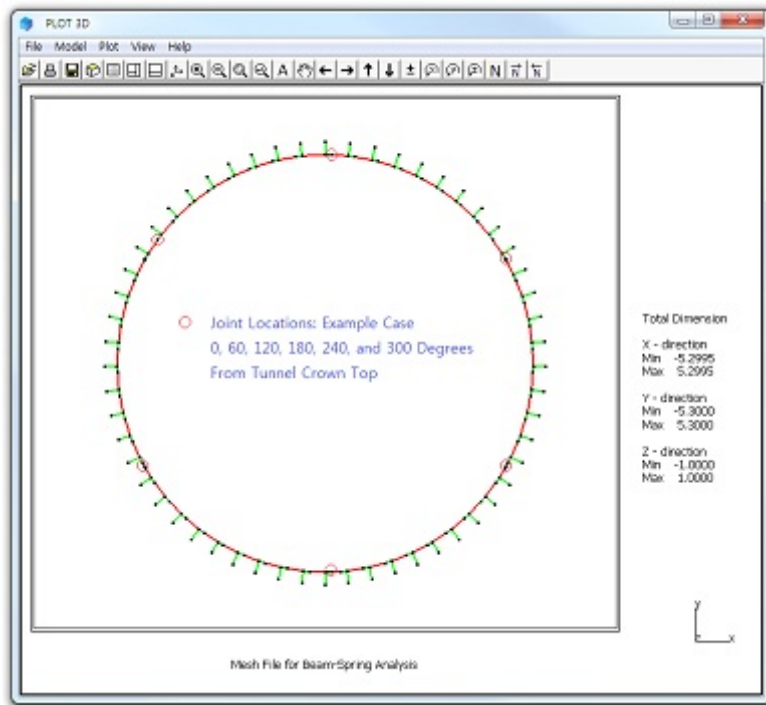 PLOT 3D
File Model Plot View Help
A N N N
Joint Locations: Example Case
0, 60, 120, 180, 240, and 300 Degrees
From Tunnel Crown Top
Total Dimension
X - direction
Min -5.2995
Max 5.2995
Y - direction
Min -5.3000
Max 5.3000
Z - direction
Min -1.0000
Max 1.0000
y
x
Mesh File for Beam-Spring Analysis